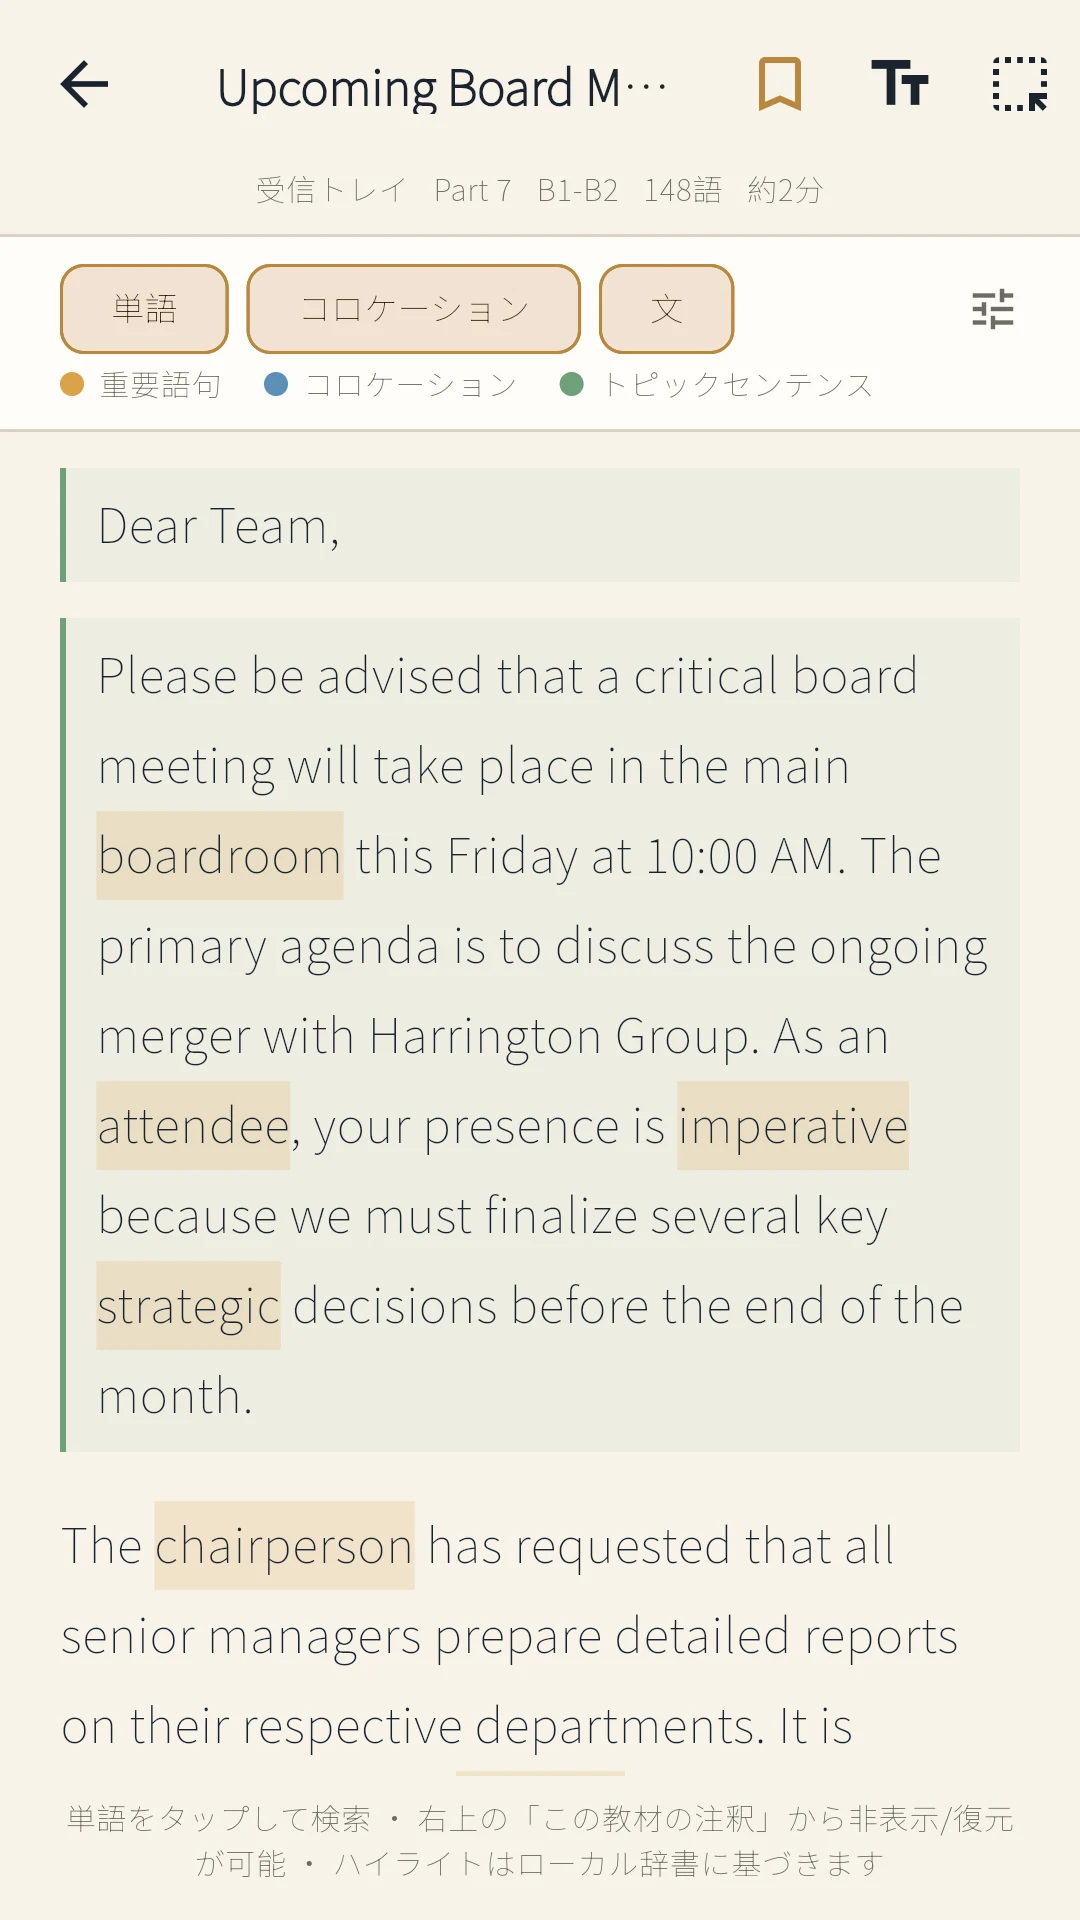 Upcoming Board M…
受信トレイ Part 7 B1-B2 148語 約2分
単語 コロケーション 文
重要語句 コロケーション トピックセンテンス
Dear Team,
Please be advised that a critical board
meeting will take place in the main
boardroom this Friday at 10:00 AM. The
primary agenda is to discuss the ongoing
merger with Harrington Group. As an
attendee, your presence is imperative
because we must finalize several key
strategic decisions before the end of the
month.
The chairperson has requested that all
senior managers prepare detailed reports
on their respective departments. It is
単語をタップして検索 ・ 右上の「この教材の注釈」から非表示/復元
が可能 ・ ハイライトはローカル辞書に基づきます